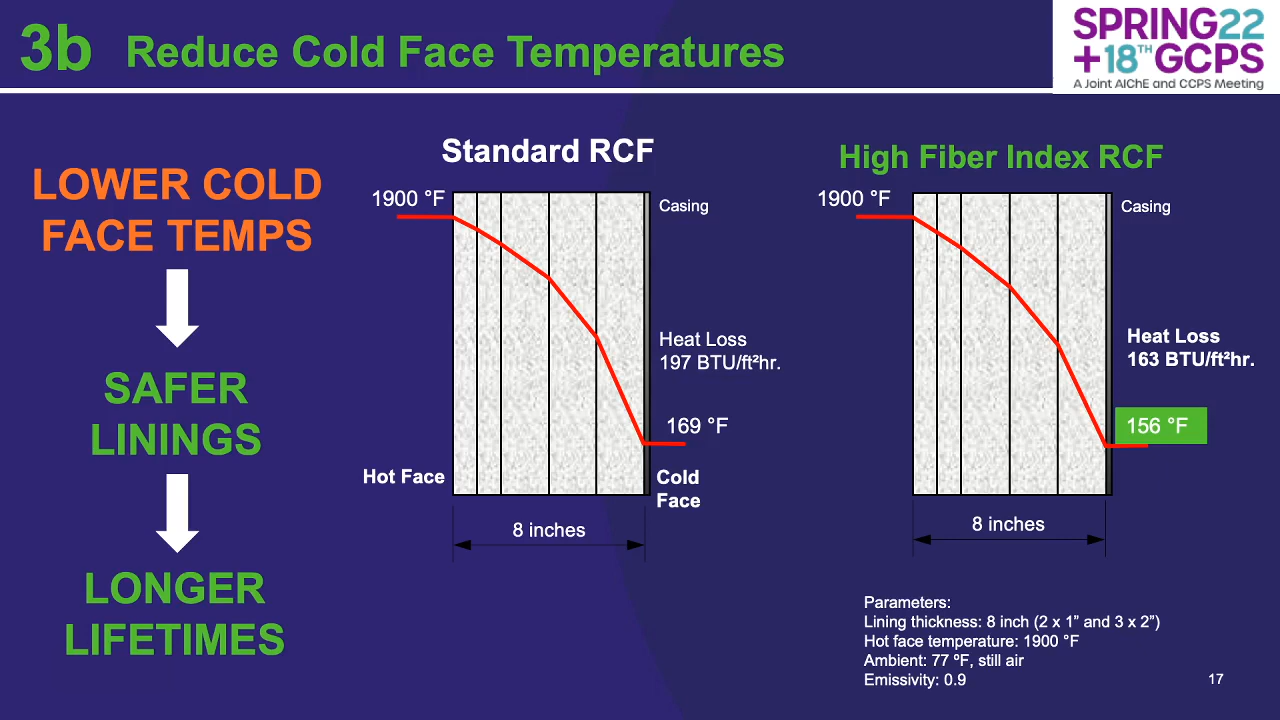 3b Reduce Cold Face Temperatures
SPRING22
+18TH GCPS
A Joint AIChE and CCPS Meeting
LOWER COLD
FACE TEMPS
SAFER
LININGS
LONGER
LIFETIMES
Standard RCF
1900 °F
Casing
Heat Loss
197 BTU/ft²hr.
169 °F
Hot Face
Cold
Face
8 inches
High Fiber Index RCF
1900 °F
Casing
Heat Loss
163 BTU/ft²hr.
156 °F
8 inches
Parameters:
Lining thickness: 8 inch (2 x 1” and 3 x 2”)
Hot face temperature: 1900 °F
Ambient: 77 ºF, still air
Emissivity: 0.9
17